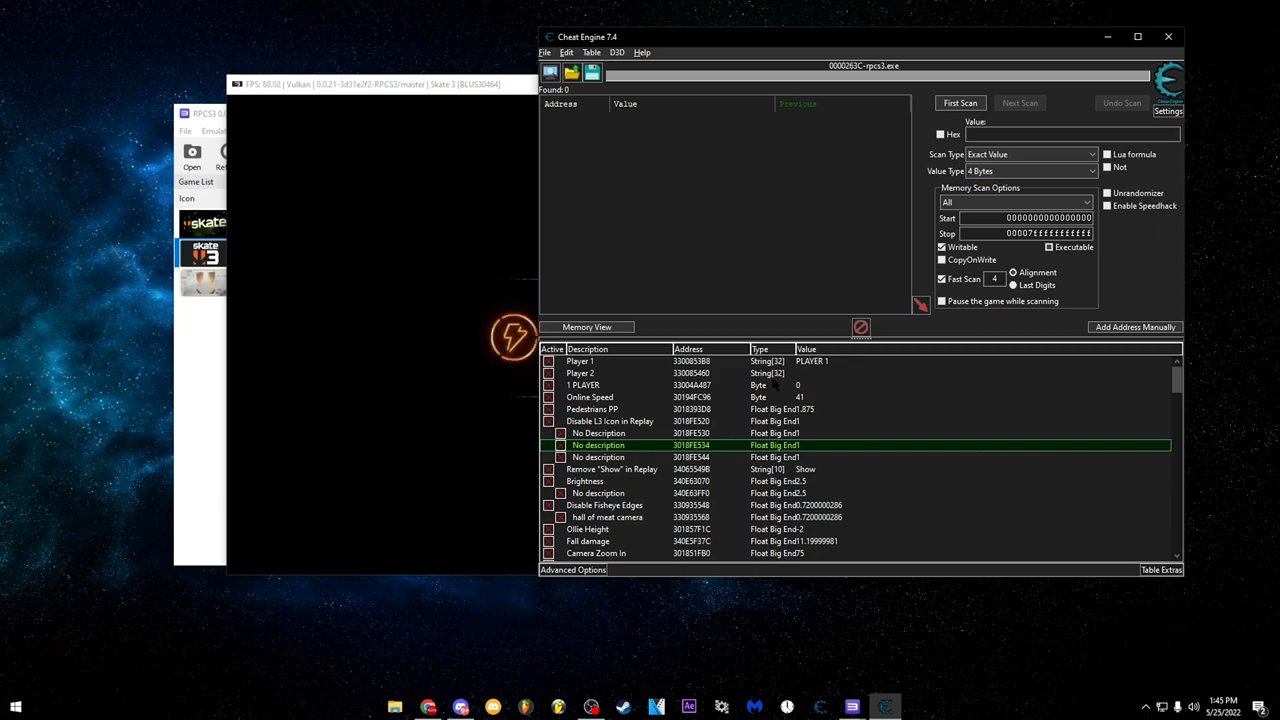 Cheat Engine 7.4
File Edit Table D3D Help
0000263C-rpcs3.exe
Found: 0
Address Value Previous
First Scan Next Scan Undo Scan
Settings
Value:
Hex
Scan Type Exact Value
Lua formula
Not
Value Type 4 Bytes
Memory Scan Options
All
Unrandomizer
Enable Speedhack
Start 0000000000000000
Stop 00007fffffffffff
Writable Executable
CopyOnWrite
Fast Scan 4 Alignment
Last Digits
Pause the game while scanning
Memory View
Add Address Manually
Active Description Address Type Value
Player 1 3300853B8 String[32] PLAYER 1
Player 2 330085460 String[32]
1 PLAYER 33004A487 Byte 0
Online Speed 30194FC96 Byte 41
Pedestrians PP 3018393D8 Float Big End1.875
Disable L3 Icon in Replay 3018FE520 Float Big End1
No Description 3018FE530 Float Big End1
No description 3018FE534 Float Big End1
No description 3018FE544 Float Big End1
Remove "Show" in Replay 34065549B String[10] Show
Brightness 340E63070 Float Big End2.5
No description 340E63FF0 Float Big End2.5
Disable Fisheye Edges 330935548 Float Big End0.7200000286
hall of meat camera 330935568 Float Big End0.7200000286
Ollie Height 301857F1C Float Big End-2
Fall damage 340E5F37C Float Big End11.19999981
Camera Zoom In 301851FB0 Float Big End75
Advanced Options
Table Extras
FPS: 60.02 | Vulkan | 0.0.21-3d31e2f2-RPCS3/master | Skate 3 [BLUS30464]
RPCS3 0.
File Emulat
Open Ref
Game List
Icon
skate
skate 3
Ae
1:45 PM
5/25/2022
2